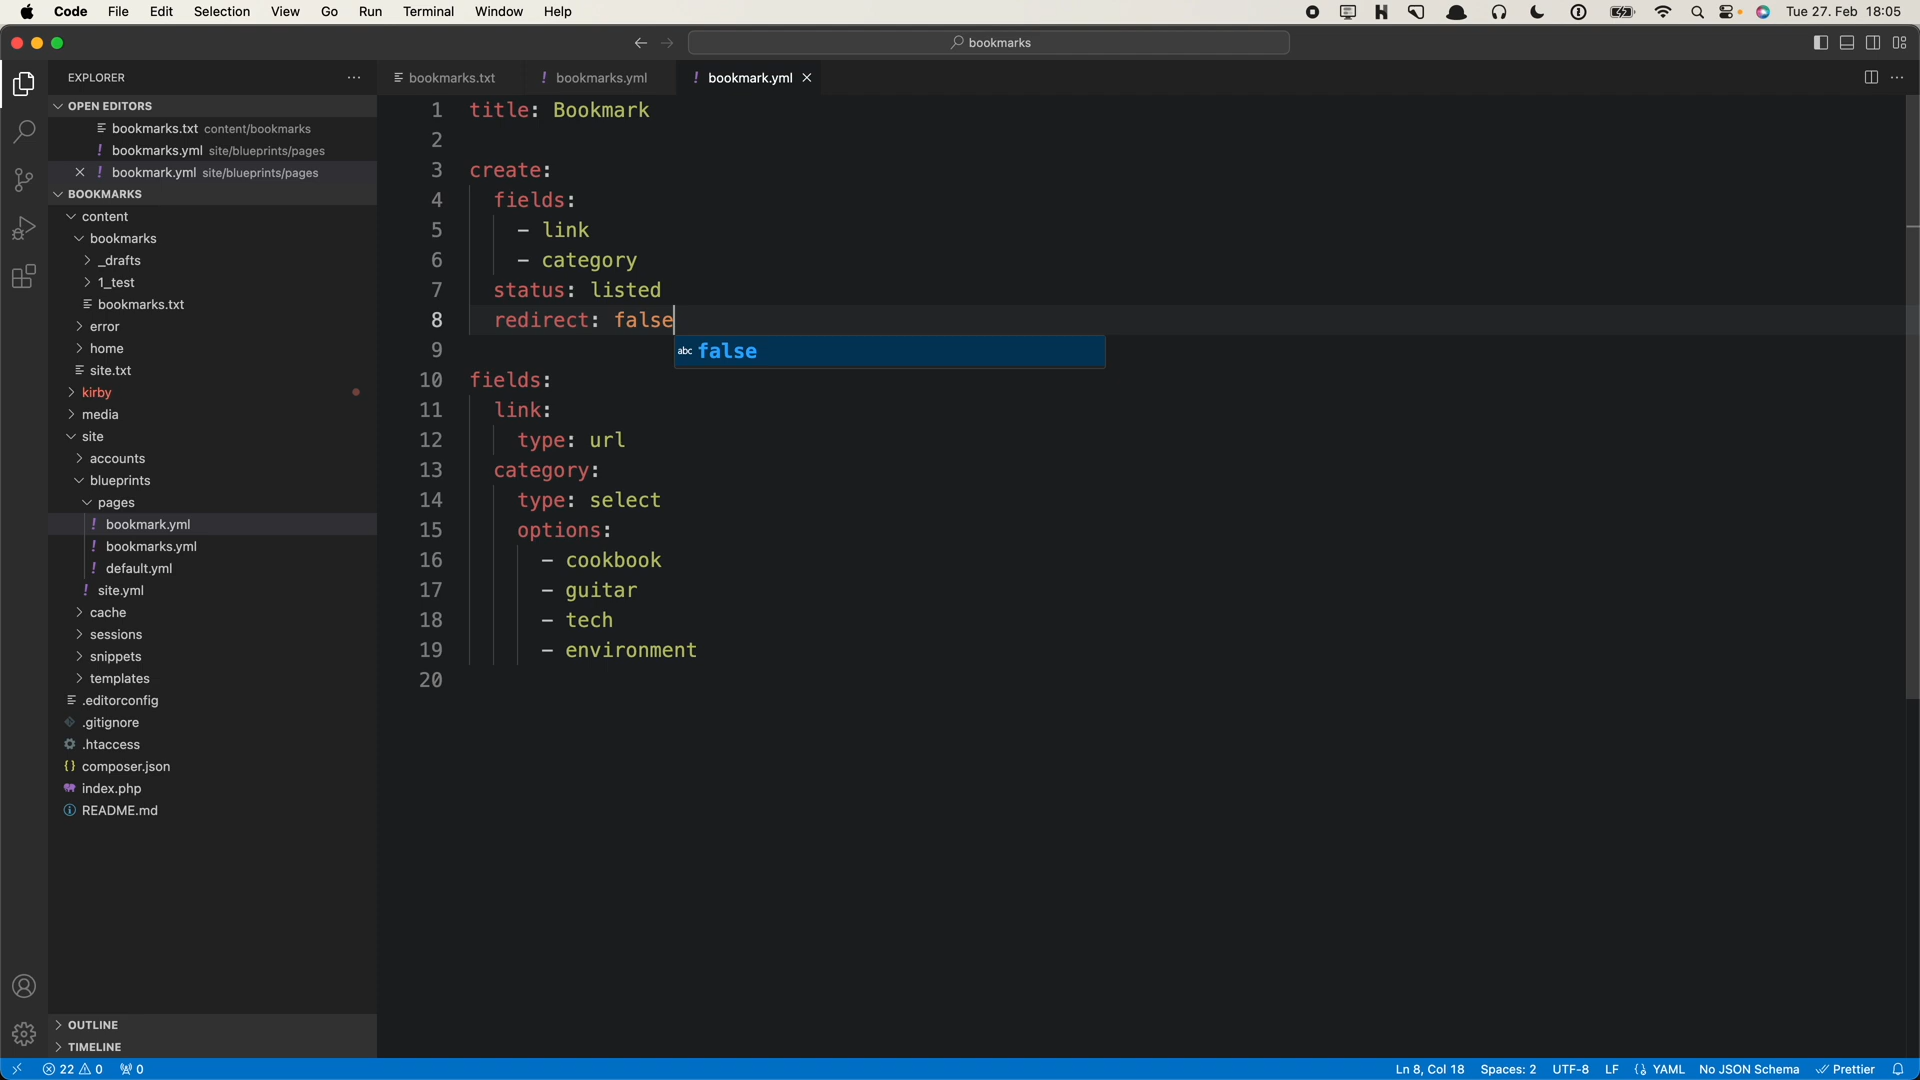 Code File Edit Selection View Go Run Terminal Window Help Tue 27. Feb 18:05
bookmarks
EXPLORER
OPEN EDITORS
bookmarks.txt content/bookmarks
! bookmarks.yml site/blueprints/pages
! bookmark.yml site/blueprints/pages
BOOKMARKS
content
bookmarks
_drafts
1_test
bookmarks.txt
error
home
site.txt
kirby
media
site
accounts
blueprints
pages
! bookmark.yml
! bookmarks.yml
! default.yml
! site.yml
cache
sessions
snippets
templates
.editorconfig
.gitignore
.htaccess
{} composer.json
index.php
README.md
OUTLINE
TIMELINE
bookmarks.txt ! bookmarks.yml ! bookmark.yml
1 title: Bookmark
2
3 create:
4 fields:
5 - link
6 - category
7 status: listed
8 redirect: false
abc false
9
10 fields:
11 link:
12 type: url
13 category:
14 type: select
15 options:
16 - cookbook
17 - guitar
18 - tech
19 - environment
20
22 0 0 Ln 8, Col 18 Spaces: 2 UTF-8 LF {} YAML No JSON Schema Prettier